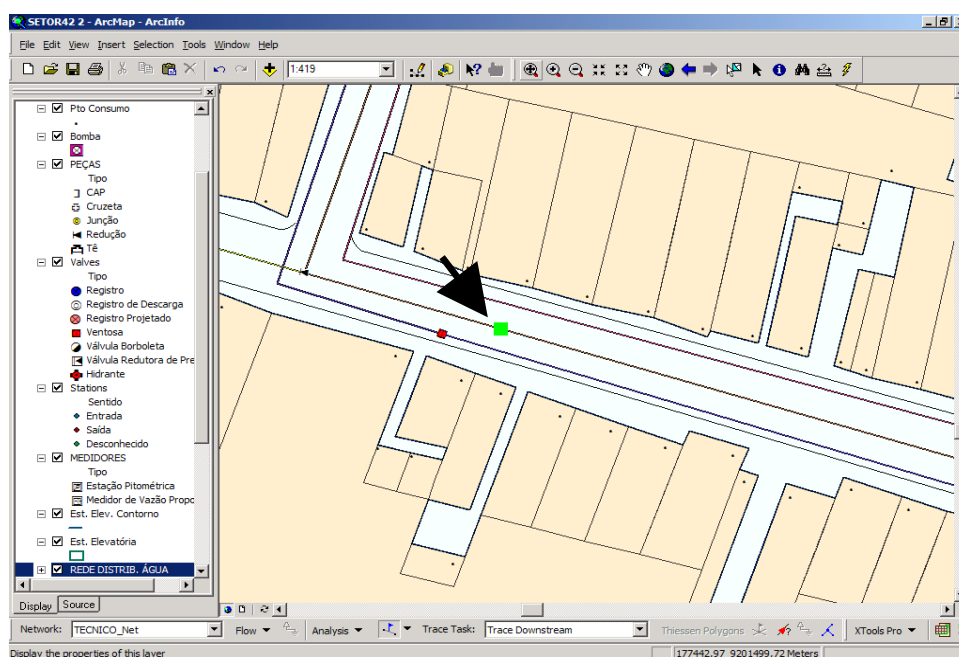 SETOR42 2 - ArcMap - ArcInfo
File Edit View Insert Selection Tools Window Help
1:419
Pto Consumo
Bomba
PEÇAS
Tipo
CAP
Cruzeta
Junção
Redução
Tê
Valves
Tipo
Registro
Registro de Descarga
Registro Projetado
Ventosa
Válvula Borboleta
Válvula Redutora de Pre
Hidrante
Stations
Sentido
Entrada
Saída
Desconhecido
MEDIDORES
Tipo
Estação Pitométrica
Medidor de Vazão Propo
Est. Elev. Contorno
Est. Elevatória
REDE DISTRIB. ÁGUA
Display Source
Network: TECNICO_Net Flow Analysis Trace Task: Trace Downstream Thiessen Polygons XTools Pro
Display the properties of this layer 177442,97 9201499,72 Meters